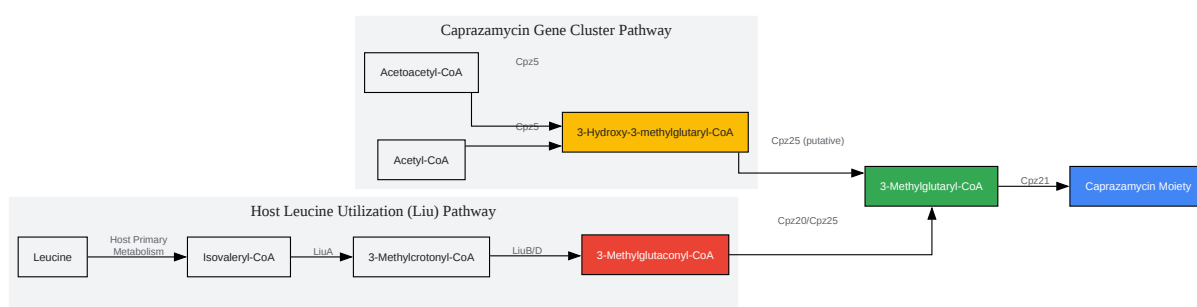 Caprazamycin Gene Cluster Pathway
Acetoacetyl-CoA
Cpz5
Cpz5
3-Hydroxy-3-methylglutaryl-CoA
Acetyl-CoA
Cpz25 (putative)
3-Methylglutaryl-CoA
Cpz21
Caprazamycin Moiety
Host Leucine Utilization (Liu) Pathway
Cpz20/Cpz25
Leucine
Host Primary
Metabolism
Isovaleryl-CoA
LiuA
3-Methylcrotonyl-CoA
LiuB/D
3-Methylglutaconyl-CoA